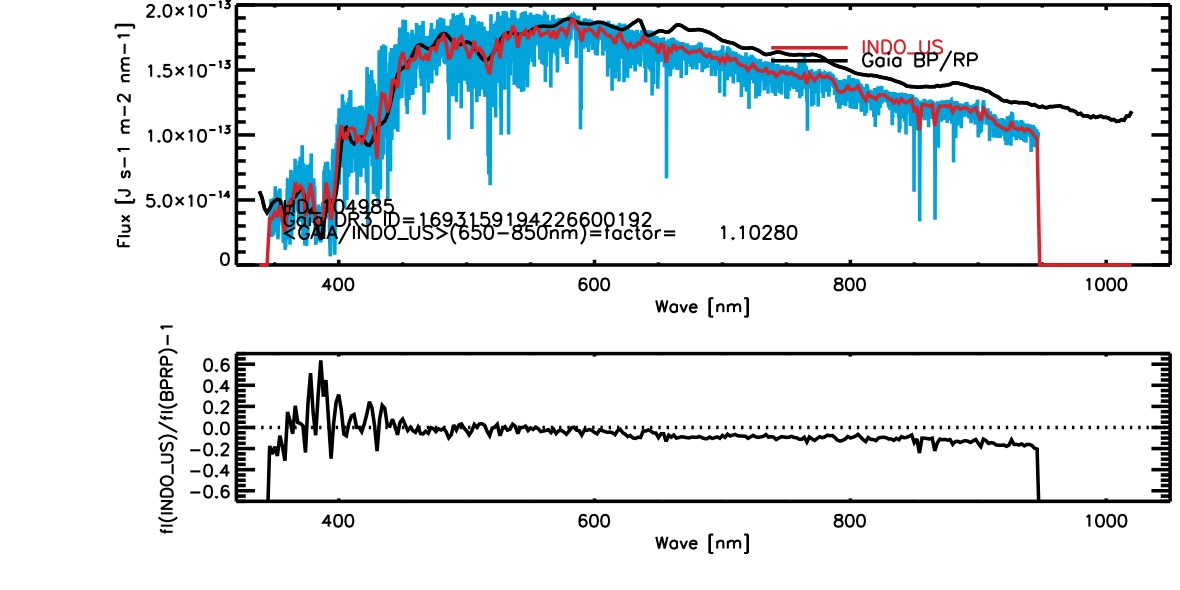 2.0×10−13
1.5×10−13
1.0×10−13
5.0×10−14
0
Flux [J s−1 m−2 nm−1]
INDO_US
Gaia BP/RP
HD_104985
Gaia DR3 ID=1693159194226600192
<GAIA/INDO_US>(650−850nm)=factor= 1.10280
400 600 800 1000
Wave [nm]
0.6
0.4
0.2
0.0
−0.2
−0.4
−0.6
fl(INDO_US)/fl(BPRP)−1
400 600 800 1000
Wave [nm]